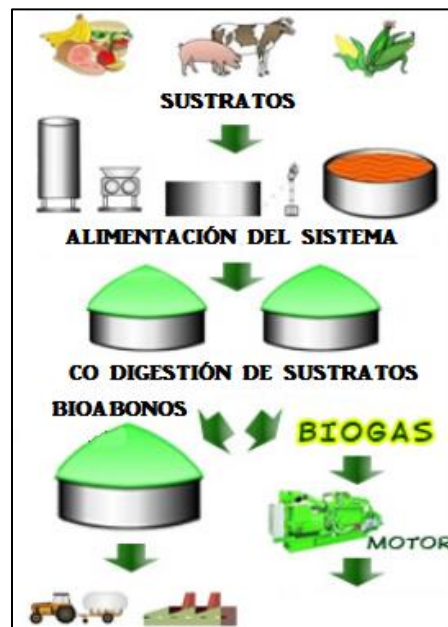 SUSTRATOS
ALIMENTACIÓN DEL SISTEMA
CO DIGESTIÓN DE SUSTRATOS
BIOABONOS
BIOGAS
MOTOR